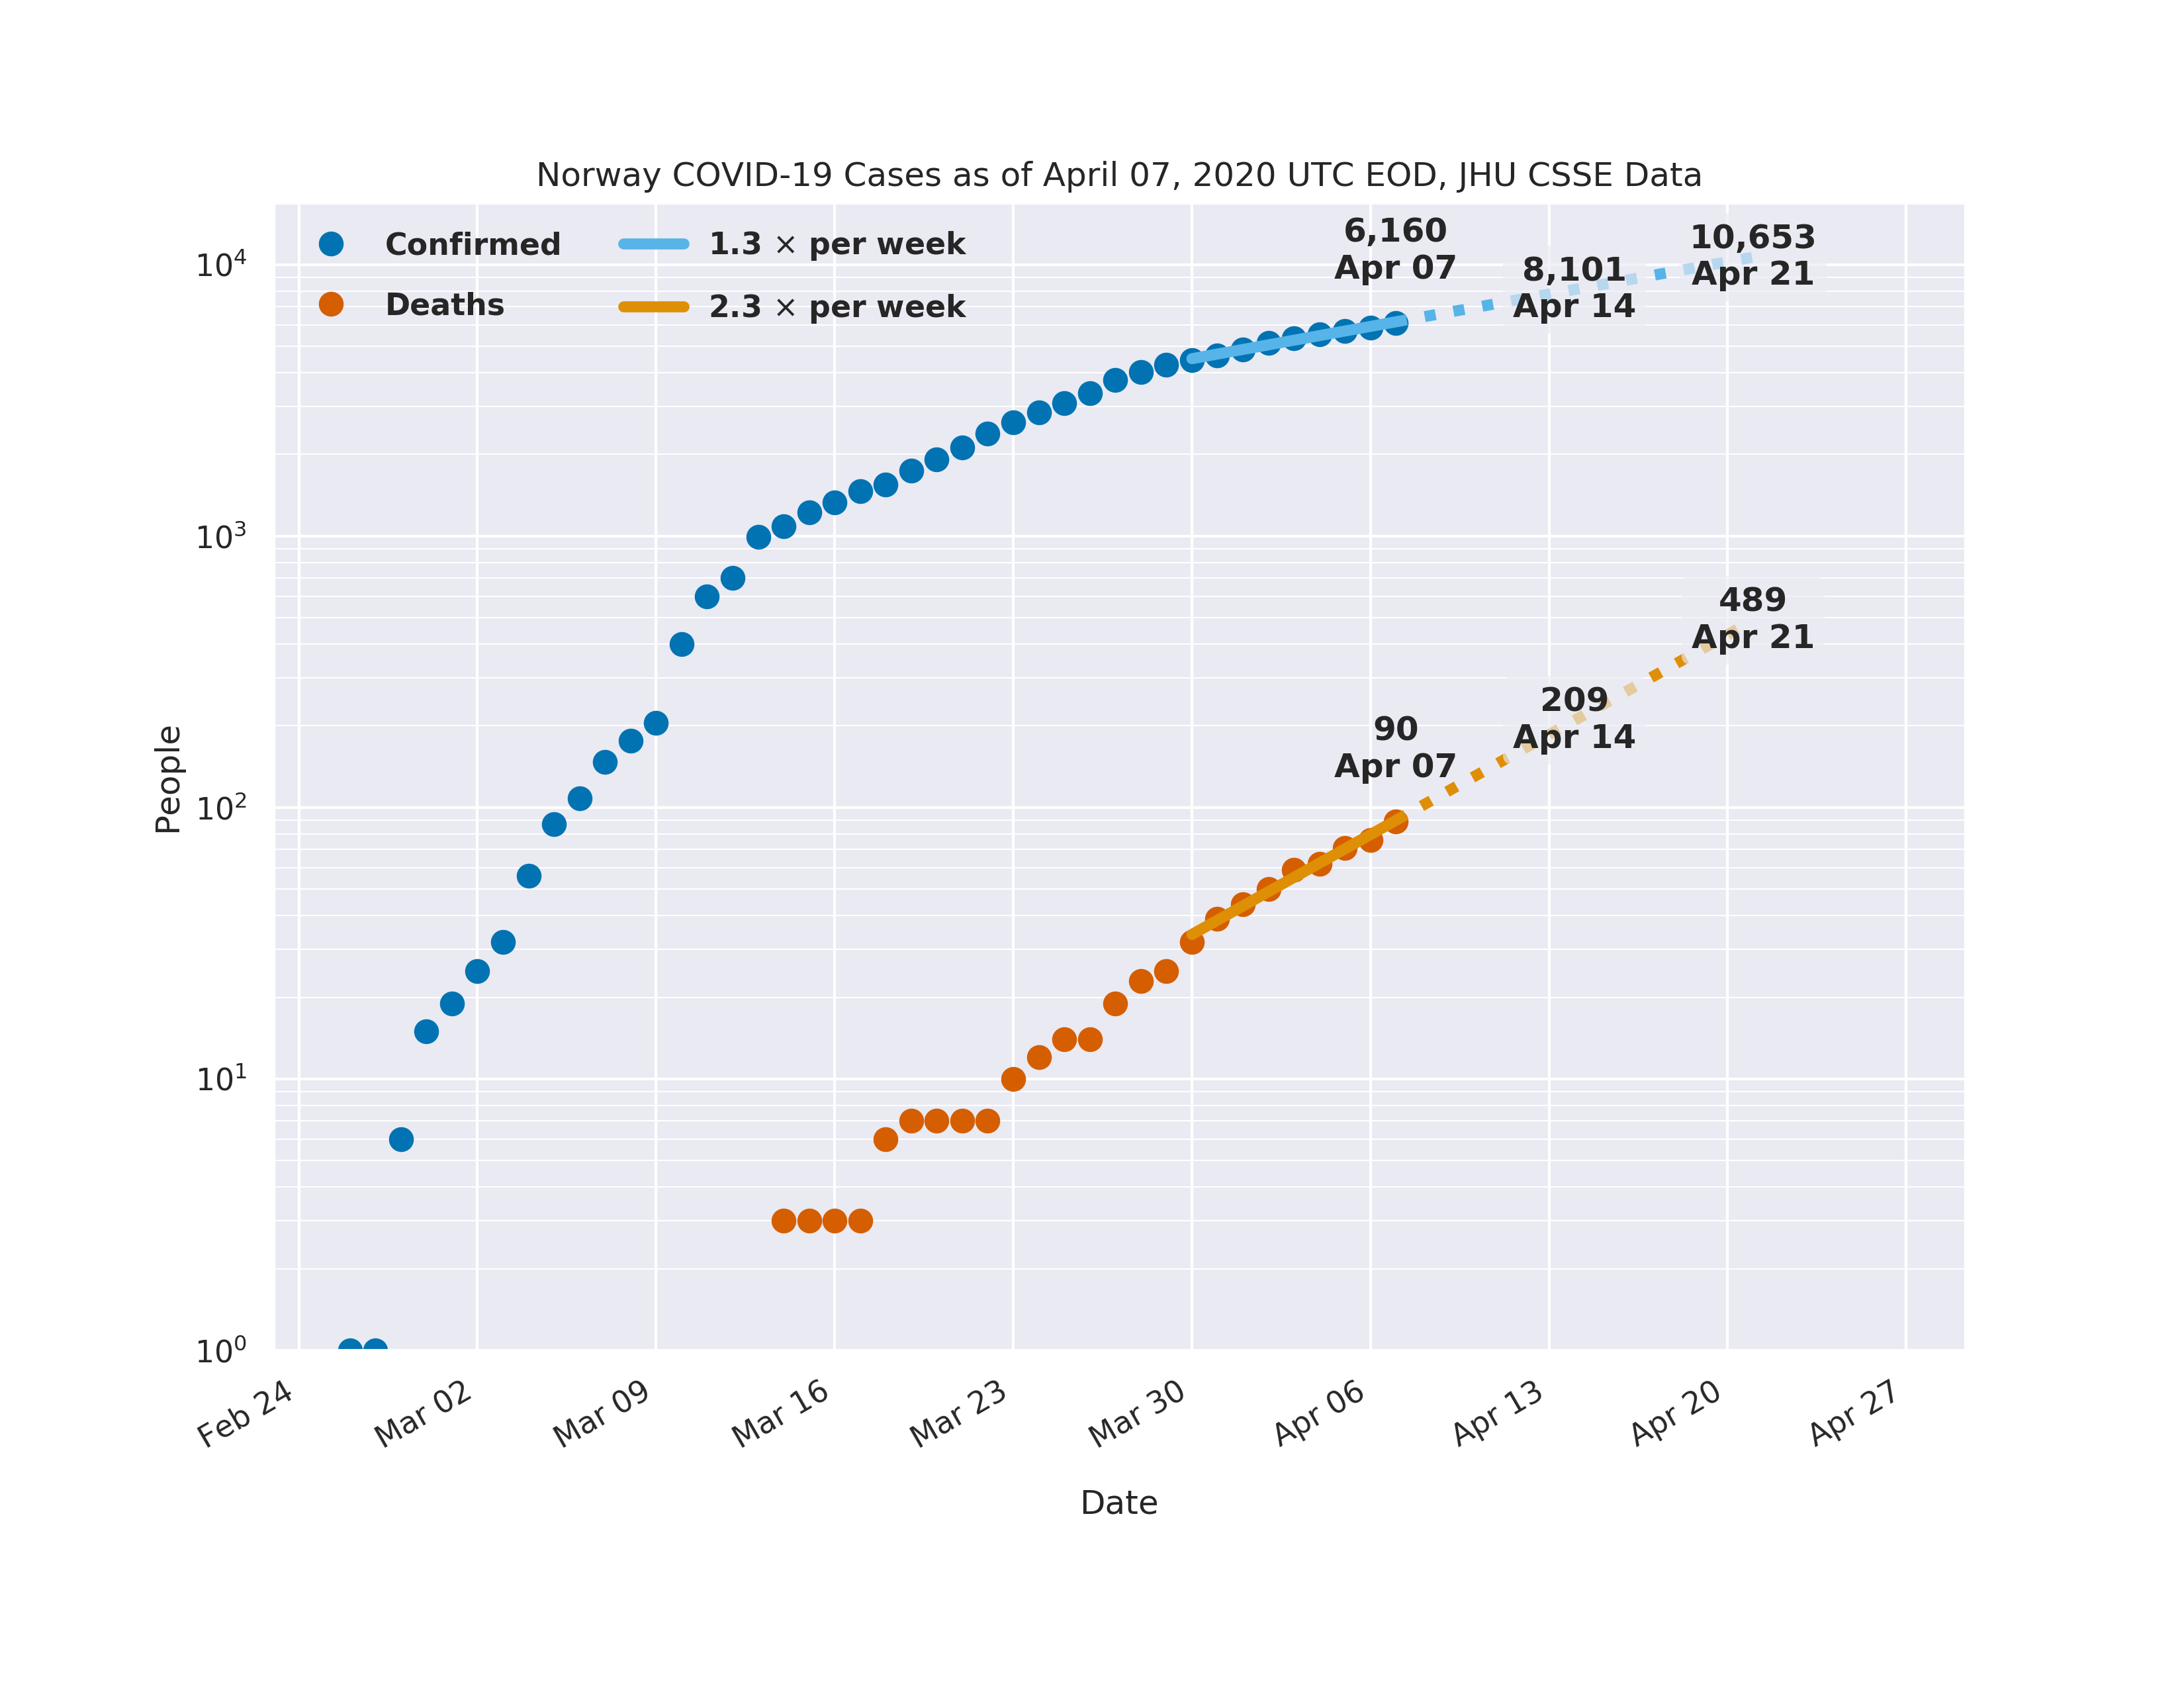 Norway COVID-19 Cases as of April 07, 2020 UTC EOD, JHU CSSE Data
Confirmed
Deaths
1.3 × per week
2.3 × per week
6,160
Apr 07
8,101
Apr 14
10,653
Apr 21
489
Apr 21
209
Apr 14
90
Apr 07
People
10⁴
10³
10²
10¹
10⁰
Feb 24
Mar 02
Mar 09
Mar 16
Mar 23
Mar 30
Apr 06
Apr 13
Apr 20
Apr 27
Date